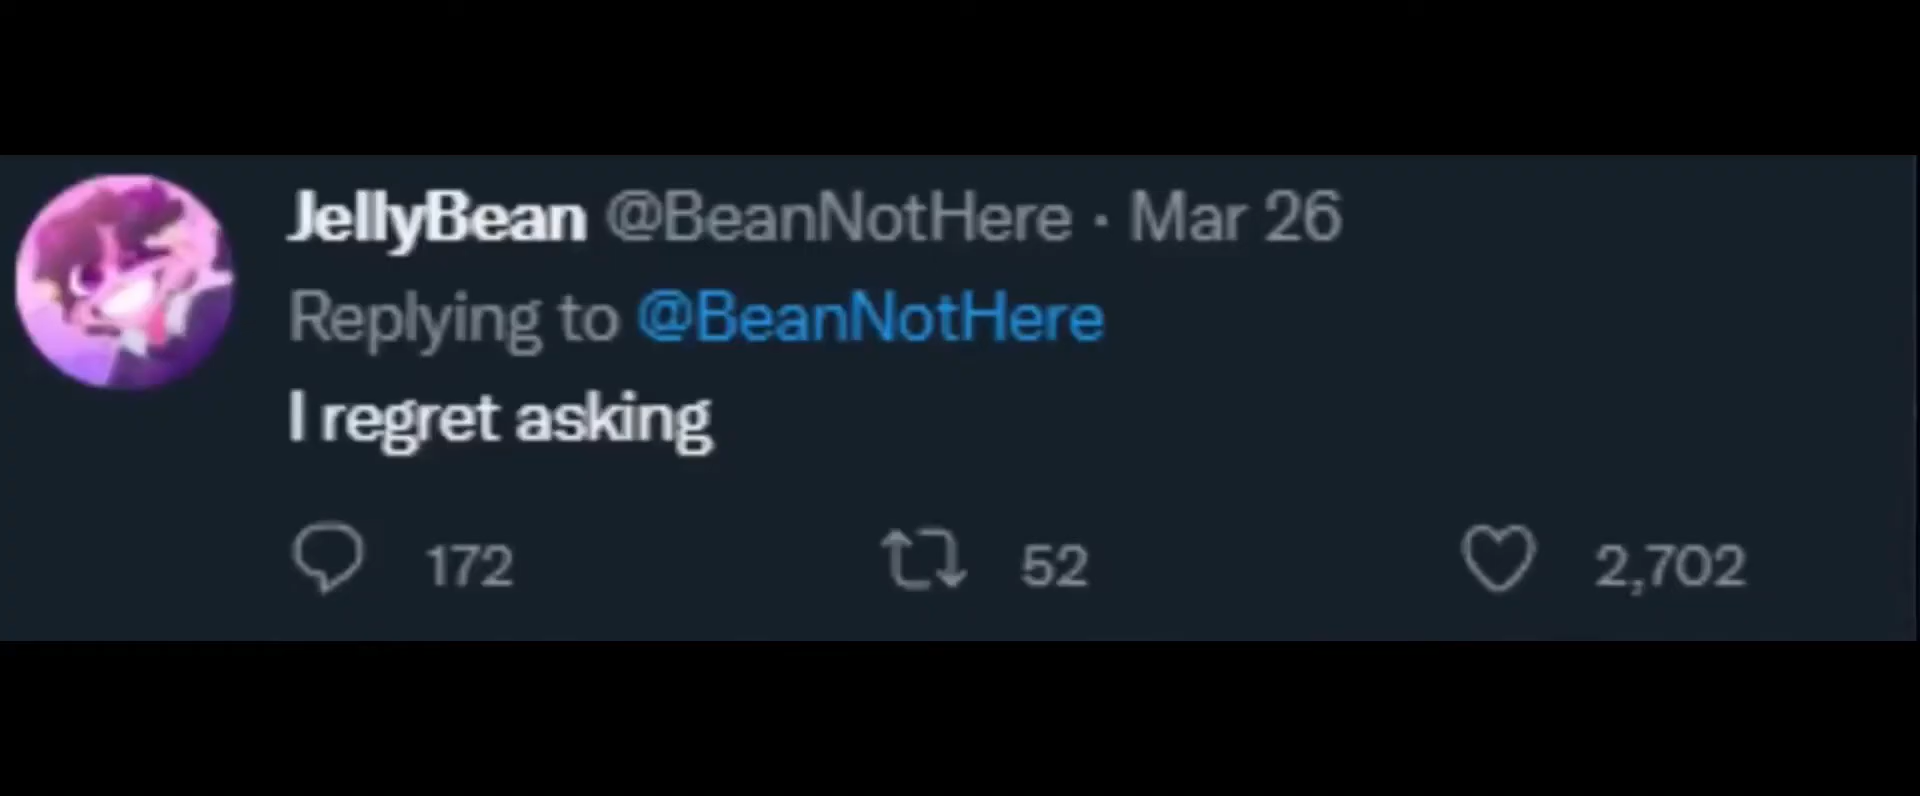 JellyBean @BeanNotHere · Mar 26
Replying to @BeanNotHere
I regret asking
172 52 2,702